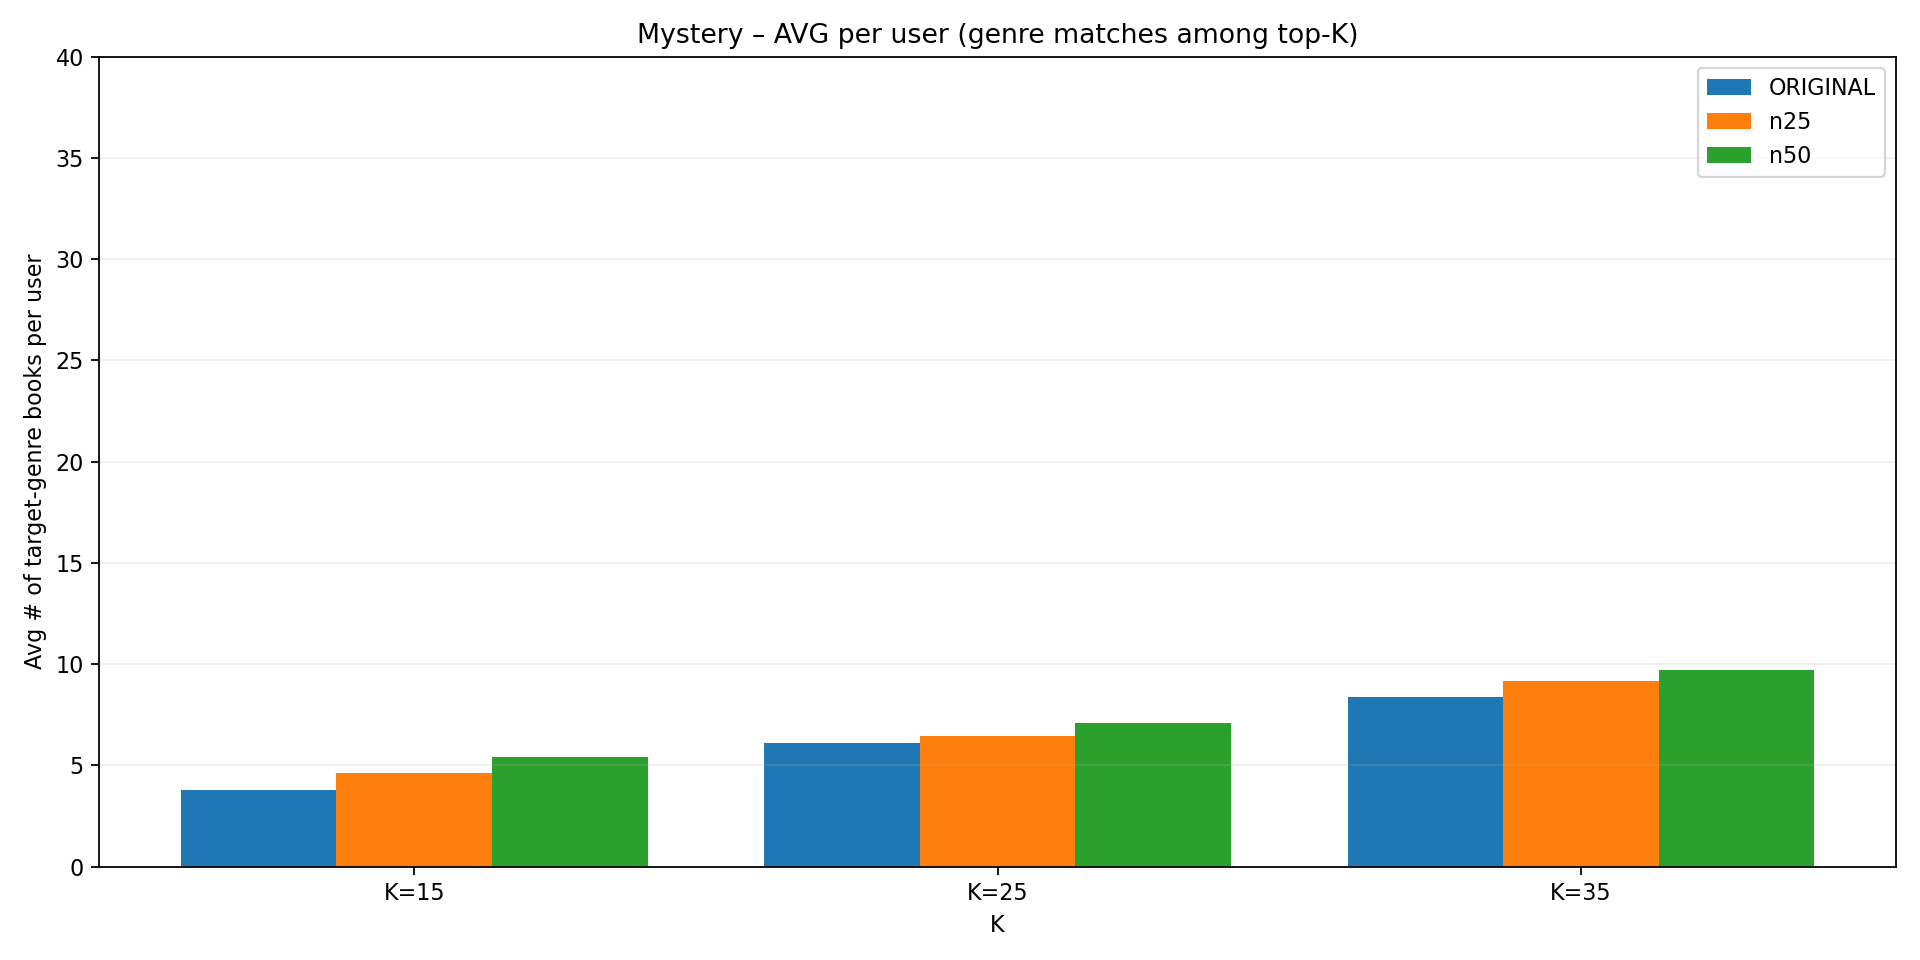 Mystery – AVG per user (genre matches among top-K)
40
35
30
25
20
15
10
5
0
Avg # of target-genre books per user
ORIGINAL
n25
n50
K=15
K=25
K=35
K